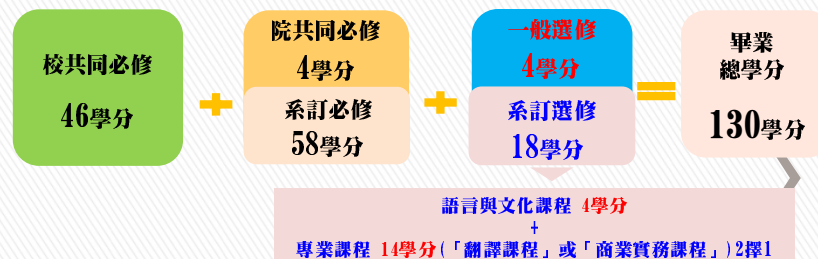 校共同必修
46學分
+
院共同必修
4學分
系訂必修
58學分
+
一般選修
4學分
系訂選修
18學分
=
畢業
總學分
130學分
語言與文化課程 4學分
+
專業課程 14學分(「翻譯課程」或「商業實務課程」)2擇1